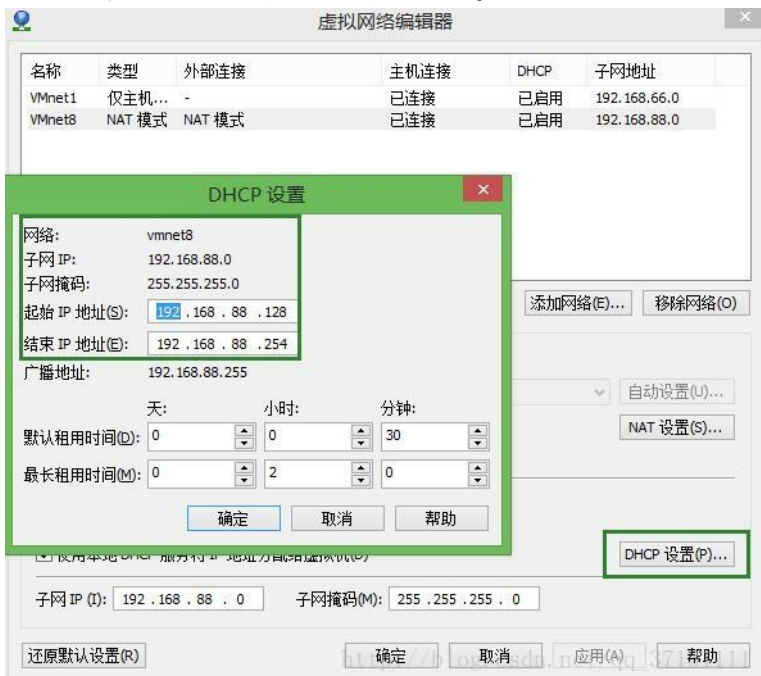 虚拟网络编辑器
名称 类型 外部连接 主机连接 DHCP 子网地址
VMnet1 仅主机... - 已连接 已启用 192.168.66.0
VMnet8 NAT 模式 NAT 模式 已连接 已启用 192.168.88.0
DHCP 设置
网络: vmnet8
子网 IP: 192.168.88.0
子网掩码: 255.255.255.0
起始 IP 地址(S): 192 . 168 . 88 . 128
结束 IP 地址(E): 192 . 168 . 88 . 254
广播地址: 192.168.88.255
天: 小时: 分钟:
默认租用时间(D): 0 0 30
最长租用时间(M): 0 2 0
确定 取消 帮助
添加网络(E)... 移除网络(O)
自动设置(U)...
NAT 设置(S)...
DHCP 设置(P)...
子网 IP (I): 192 . 168 . 88 . 0 子网掩码(M): 255 . 255 . 255 . 0
还原默认设置(R) 确定 取消 应用(A) 帮助